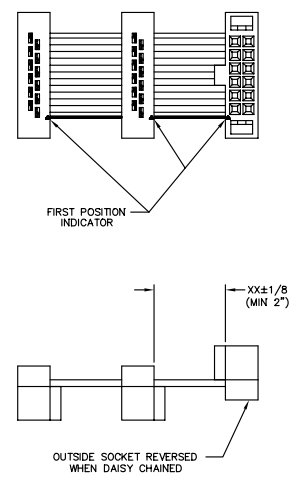 FIRST POSITION
INDICATOR
XX±1/8
(MIN 2")
OUTSIDE SOCKET REVERSED
WHEN DAISY CHAINED